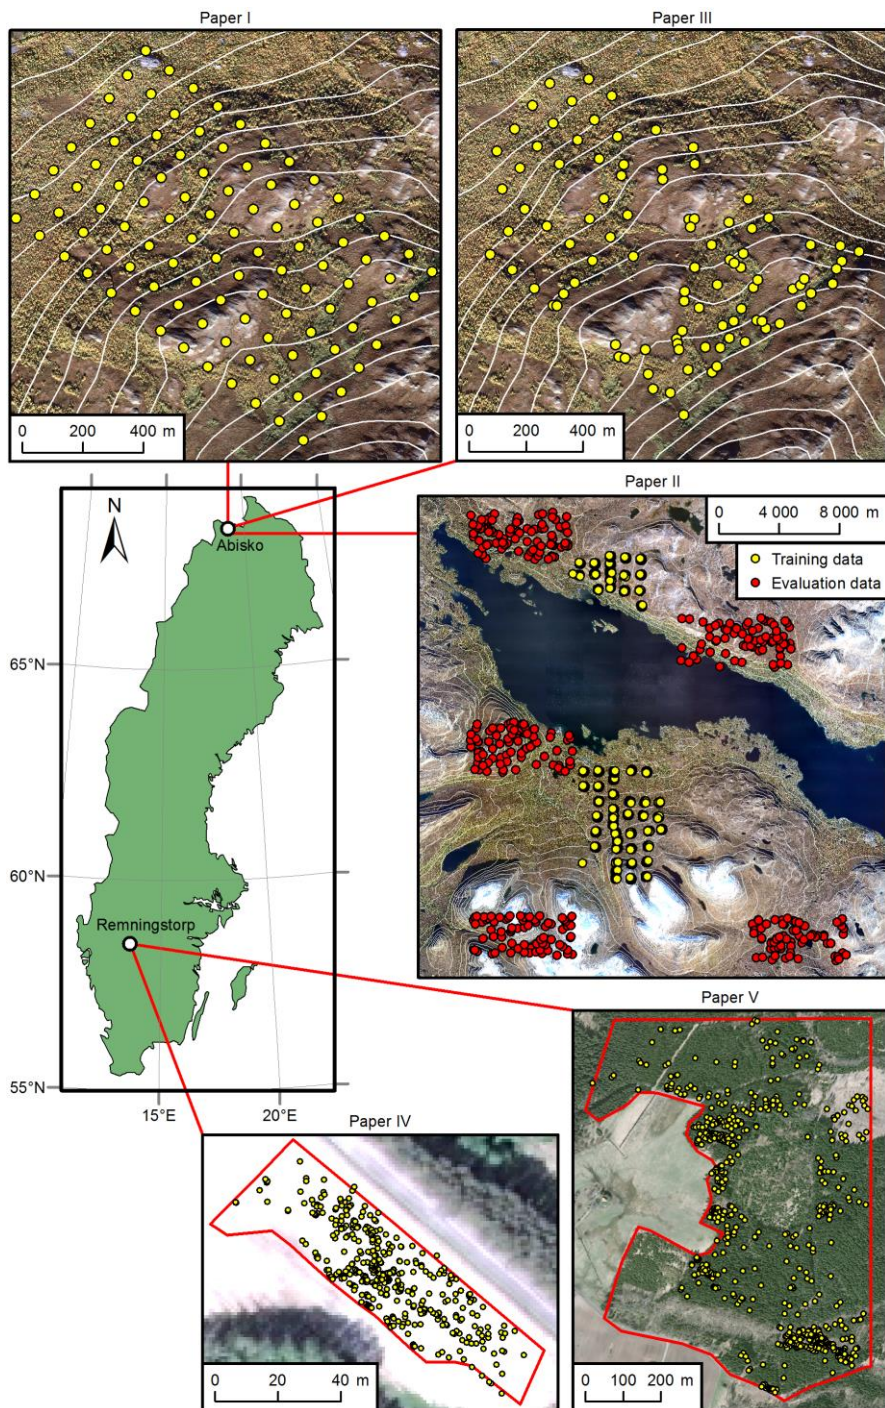 Paper I
Paper III
0 200 400 m
0 200 400 m
Paper II
0 4 000 8 000 m
Training data
Evaluation data
N
Abisko
65°N
60°N
Remningstorp
55°N
15°E 20°E
Paper V
Paper IV
0 20 40 m
0 100 200 m